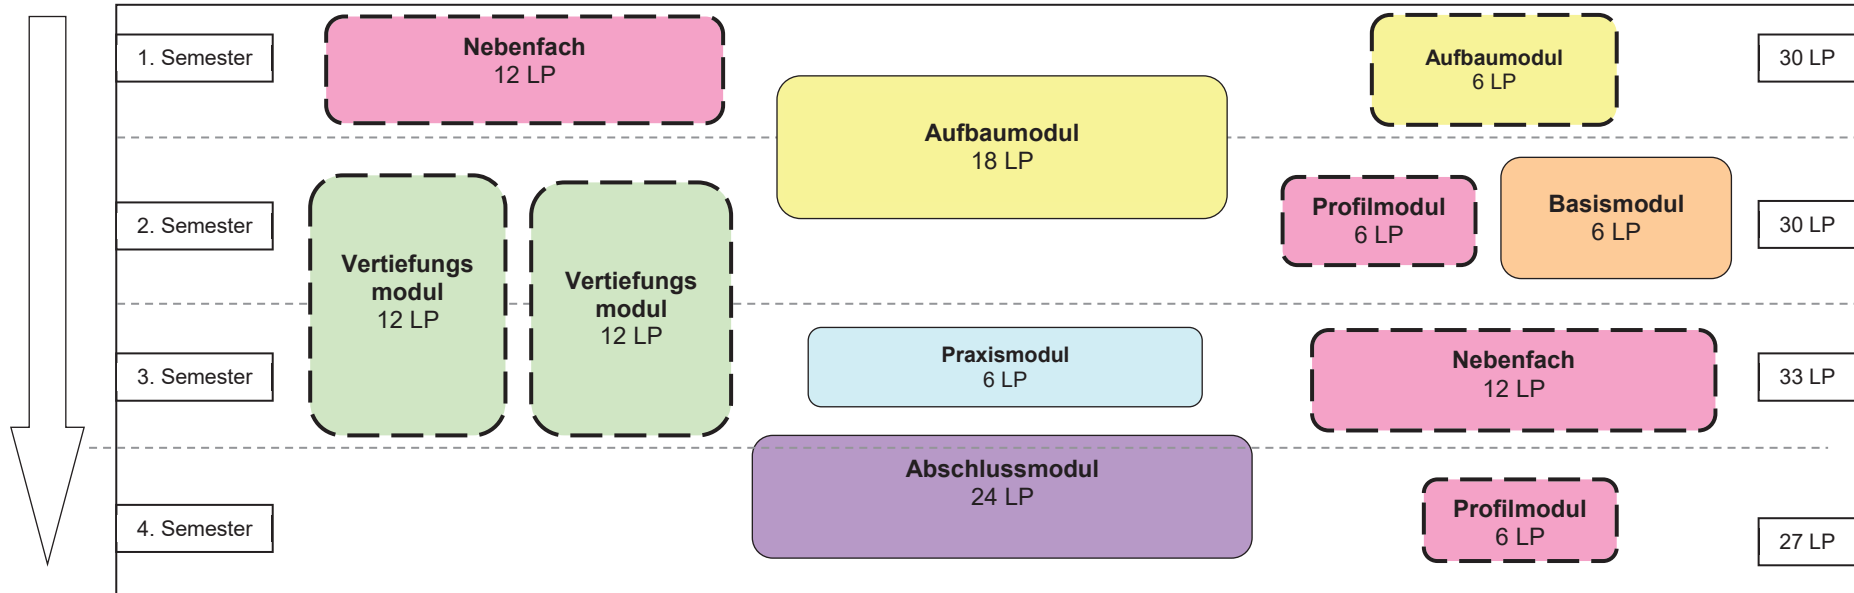 1. Semester
Nebenfach
12 LP
Aufbaumodul
6 LP
30 LP
Aufbaumodul
18 LP
2. Semester
Vertiefungs
modul
12 LP
Vertiefungs
modul
12 LP
Profilmodul
6 LP
Basismodul
6 LP
30 LP
3. Semester
Praxismodul
6 LP
Nebenfach
12 LP
33 LP
Abschlussmodul
24 LP
4. Semester
Profilmodul
6 LP
27 LP